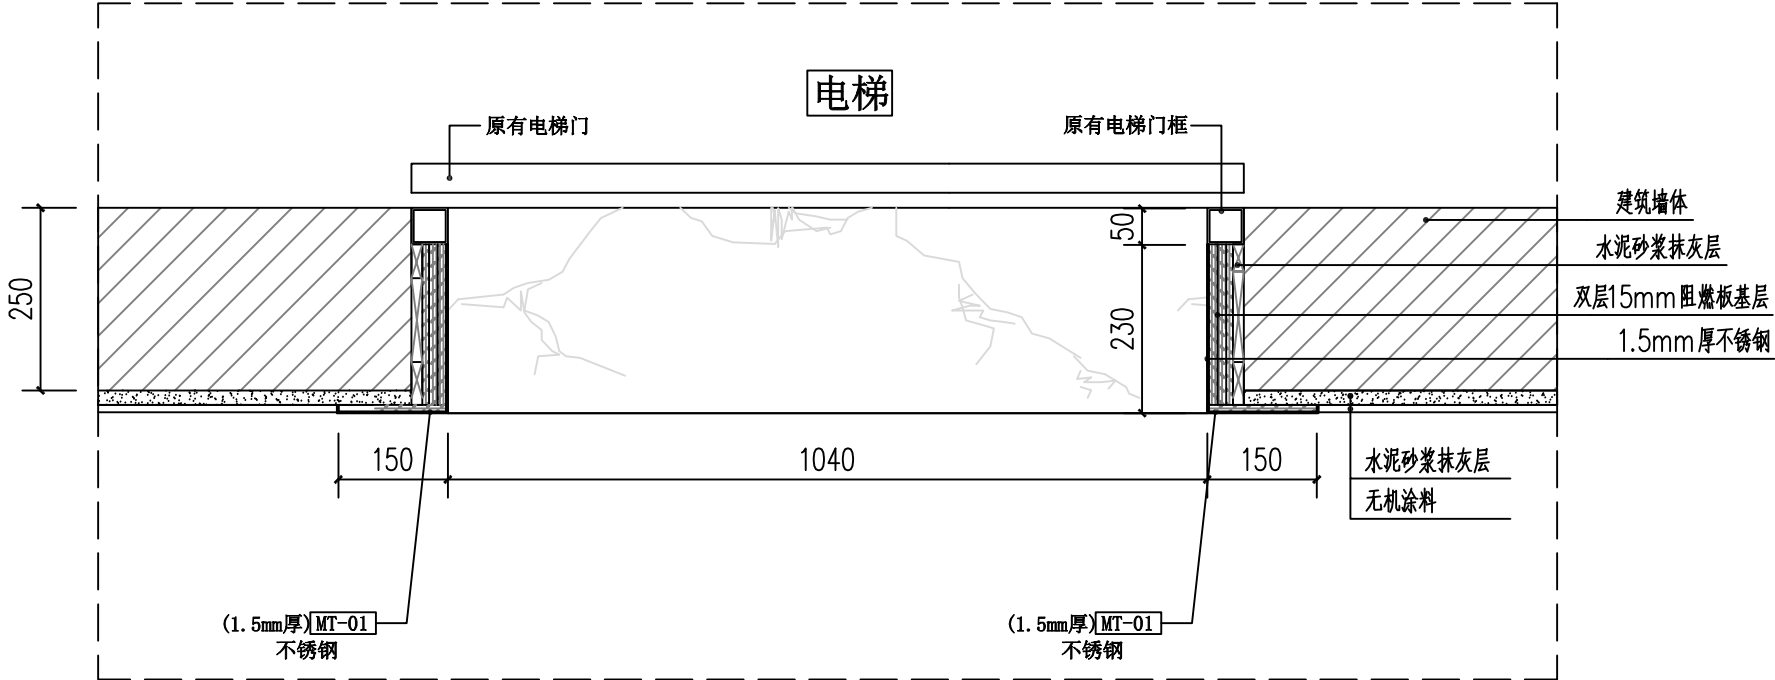 电梯
原有电梯门
原有电梯门框
建筑墙体
50
水泥砂浆抹灰层
250
双层15mm阻燃板基层
230
1.5mm厚不锈钢
150
1040
150
水泥砂浆抹灰层
无机涂料
(1.5mm厚) MT-01
不锈钢
(1.5mm厚) MT-01
不锈钢